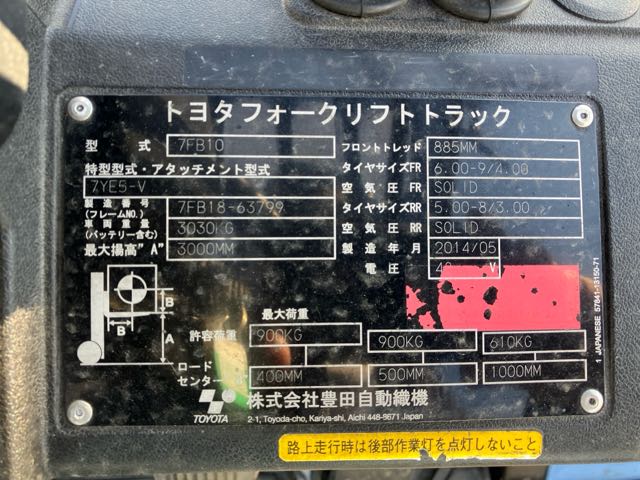 トヨタフォークリフトトラック
型式 7FB10 フロントトレッド 885MM
特型型式・アタッチメント型式 タイヤサイズFR 6.00-9/4.00
7YE5-V 空気圧FR SOLID
製造番号(フレームNO.) 7FB18-63799 タイヤサイズRR 5.00-8/3.00
車両重量(バッテリー含む) 3030KG 空気圧RR SOLID
最大揚高"A" 3000MM 製造年月 2014/05
電圧 48 V
B
B
A
最大荷重
許容荷重 900KG 900KG 610KG
ロードセンター "B" 400MM 500MM 1000MM
TOYOTA 株式会社豊田自動織機
2-1, Toyoda-cho, Kariya-shi, Aichi 448-8671 Japan
1 JAPANESE 57841-13150-71
路上走行時は後部作業灯を点灯しないこと